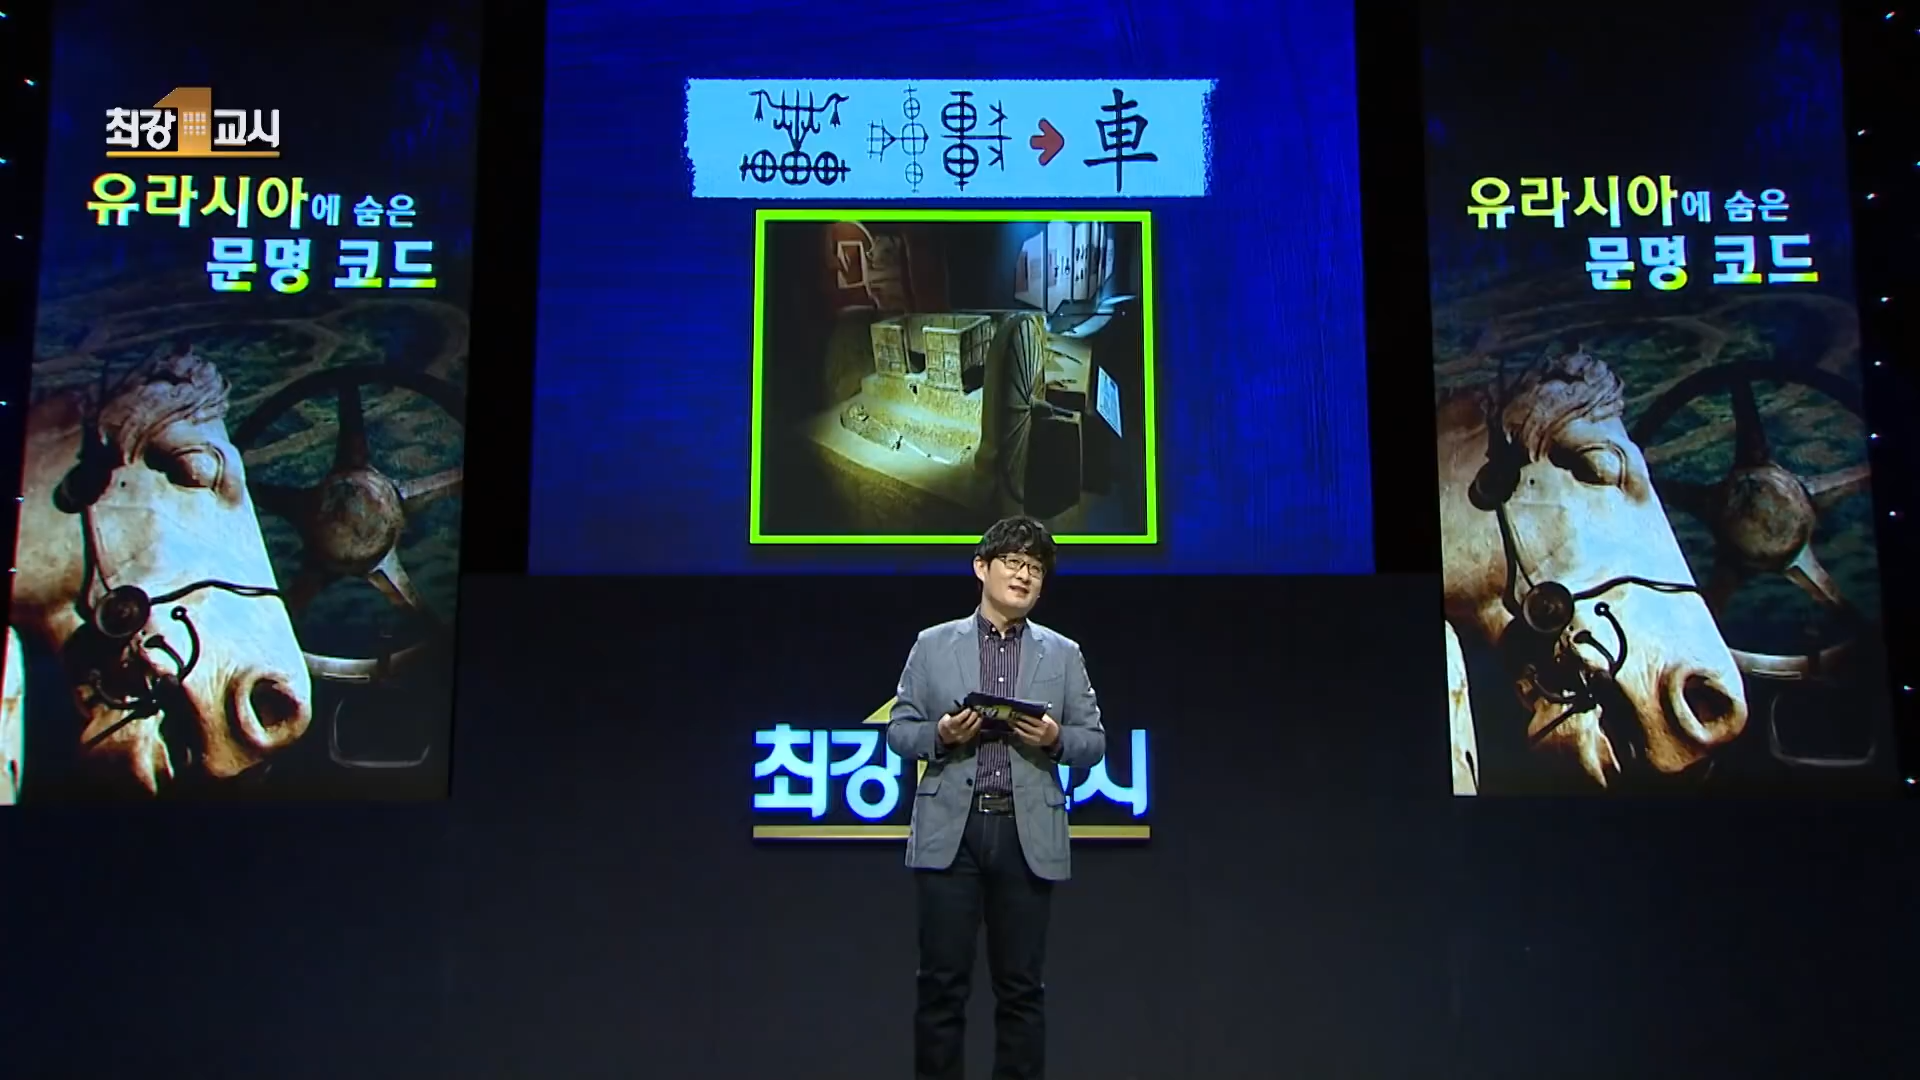 최강1교시
유라시아에 숨은
문명 코드
車
유라시아에 숨은
문명 코드
최강 교시